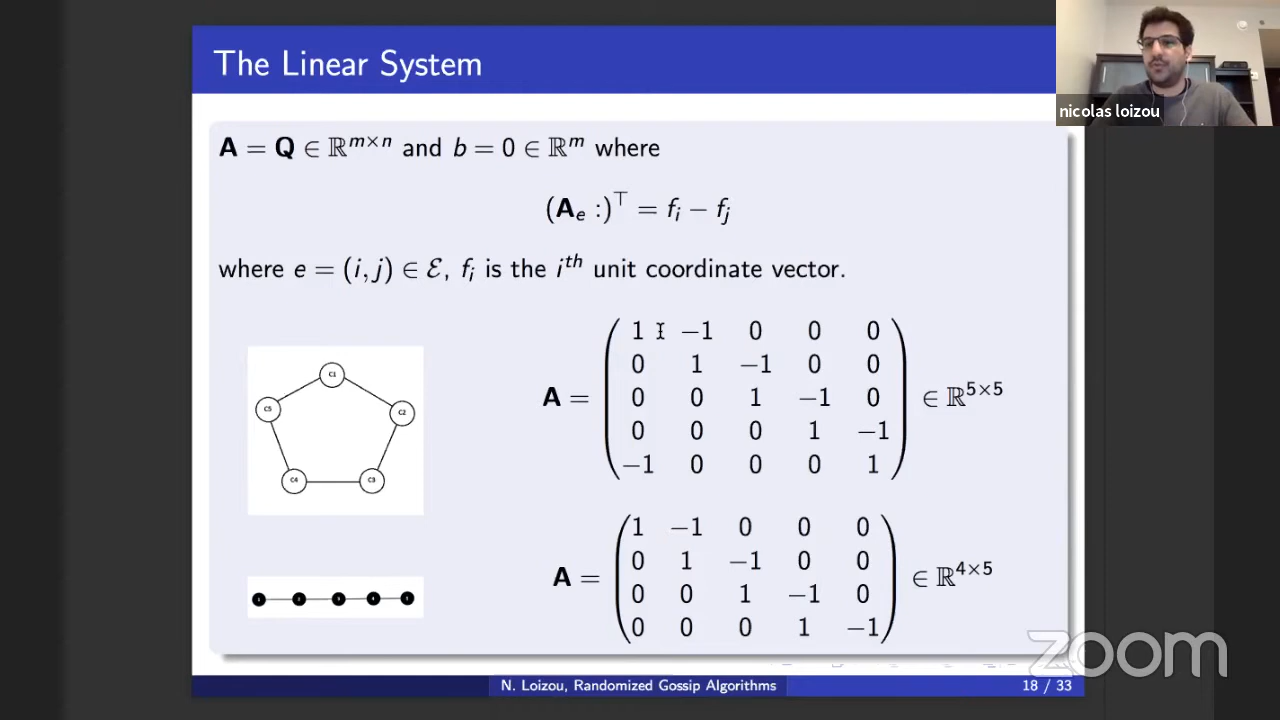 The Linear System
nicolas loizou
A = Q ∈ ℝ^{m×n} and b = 0 ∈ ℝ^m where
(A_e :)^⊤ = f_i − f_j
where e = (i, j) ∈ ℰ, f_i is the i^{th} unit coordinate vector.
C1
C5
C2
C4
C3
1 −1 0 0 0
0 1 −1 0 0
A = 0 0 1 −1 0 ∈ ℝ^{5×5}
0 0 0 1 −1
−1 0 0 0 1
1 −1 0 0 0
0 1 −1 0 0
A = ∈ ℝ^{4×5}
0 0 1 −1 0
0 0 0 1 −1
zoom
N. Loizou, Randomized Gossip Algorithms
18 / 33